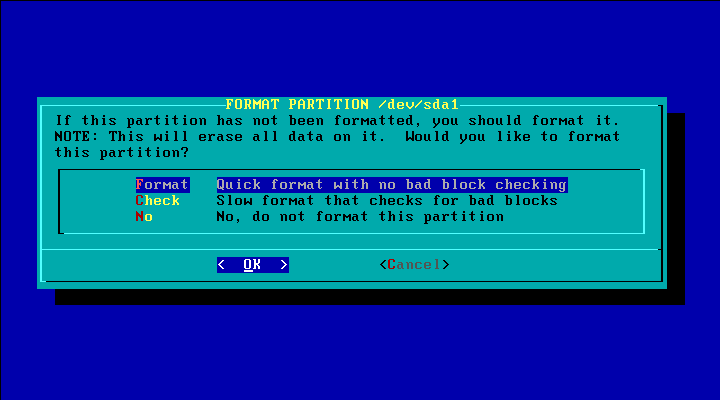 FORMAT PARTITION /dev/sda1
If this partition has not been formatted, you should format it.
NOTE: This will erase all data on it.  Would you like to format
this partition?
Format   Quick format with no bad block checking
Check    Slow format that checks for bad blocks
No       No, do not format this partition
<  OK  >          <Cancel>